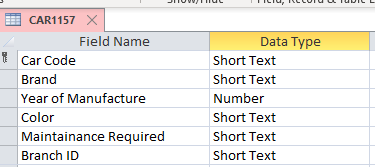 Show/Hide
Field, Record & Table E
CAR1157
Field Name Data Type
Car Code Short Text
Brand Short Text
Year of Manufacture Number
Color Short Text
Maintainance Required Short Text
Branch ID Short Text